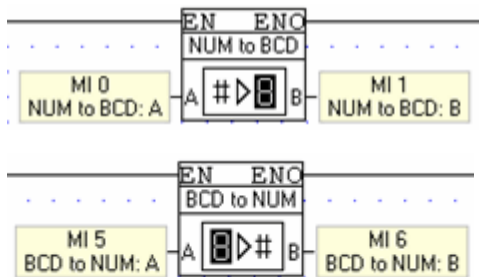 EN ENO
NUM to BCD
MI 0
NUM to BCD: A
A # B
MI 1
NUM to BCD: B
EN ENO
BCD to NUM
MI 5
BCD to NUM: A
A # B
MI 6
BCD to NUM: B